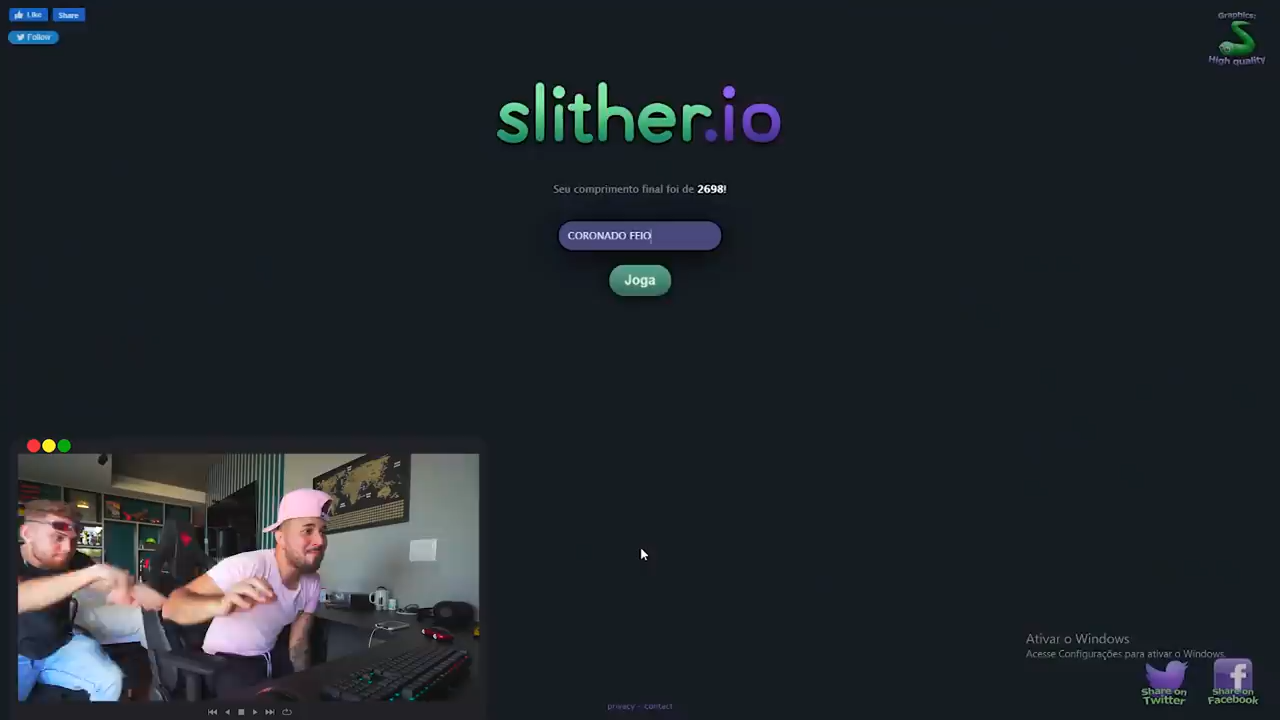 Like Share
Follow
Graphics:
High quality
slither.io
Seu comprimento final foi de 2698!
CORONADO FEIO
Joga
Ativar o Windows
Acesse Configurações para ativar o Windows.
Share on
Twitter
Share on
Facebook
privacy - contact